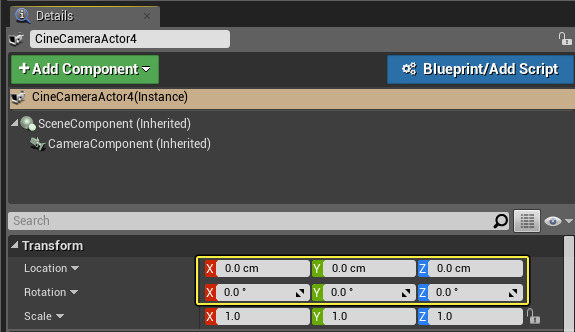 Details
CineCameraActor4
Add Component
Blueprint/Add Script
CineCameraActor4(Instance)
SceneComponent (Inherited)
CameraComponent (Inherited)
Search
Transform
Location X 0.0 cm Y 0.0 cm Z 0.0 cm
Rotation X 0.0 ° Y 0.0 ° Z 0.0 °
Scale X 1.0 Y 1.0 Z 1.0